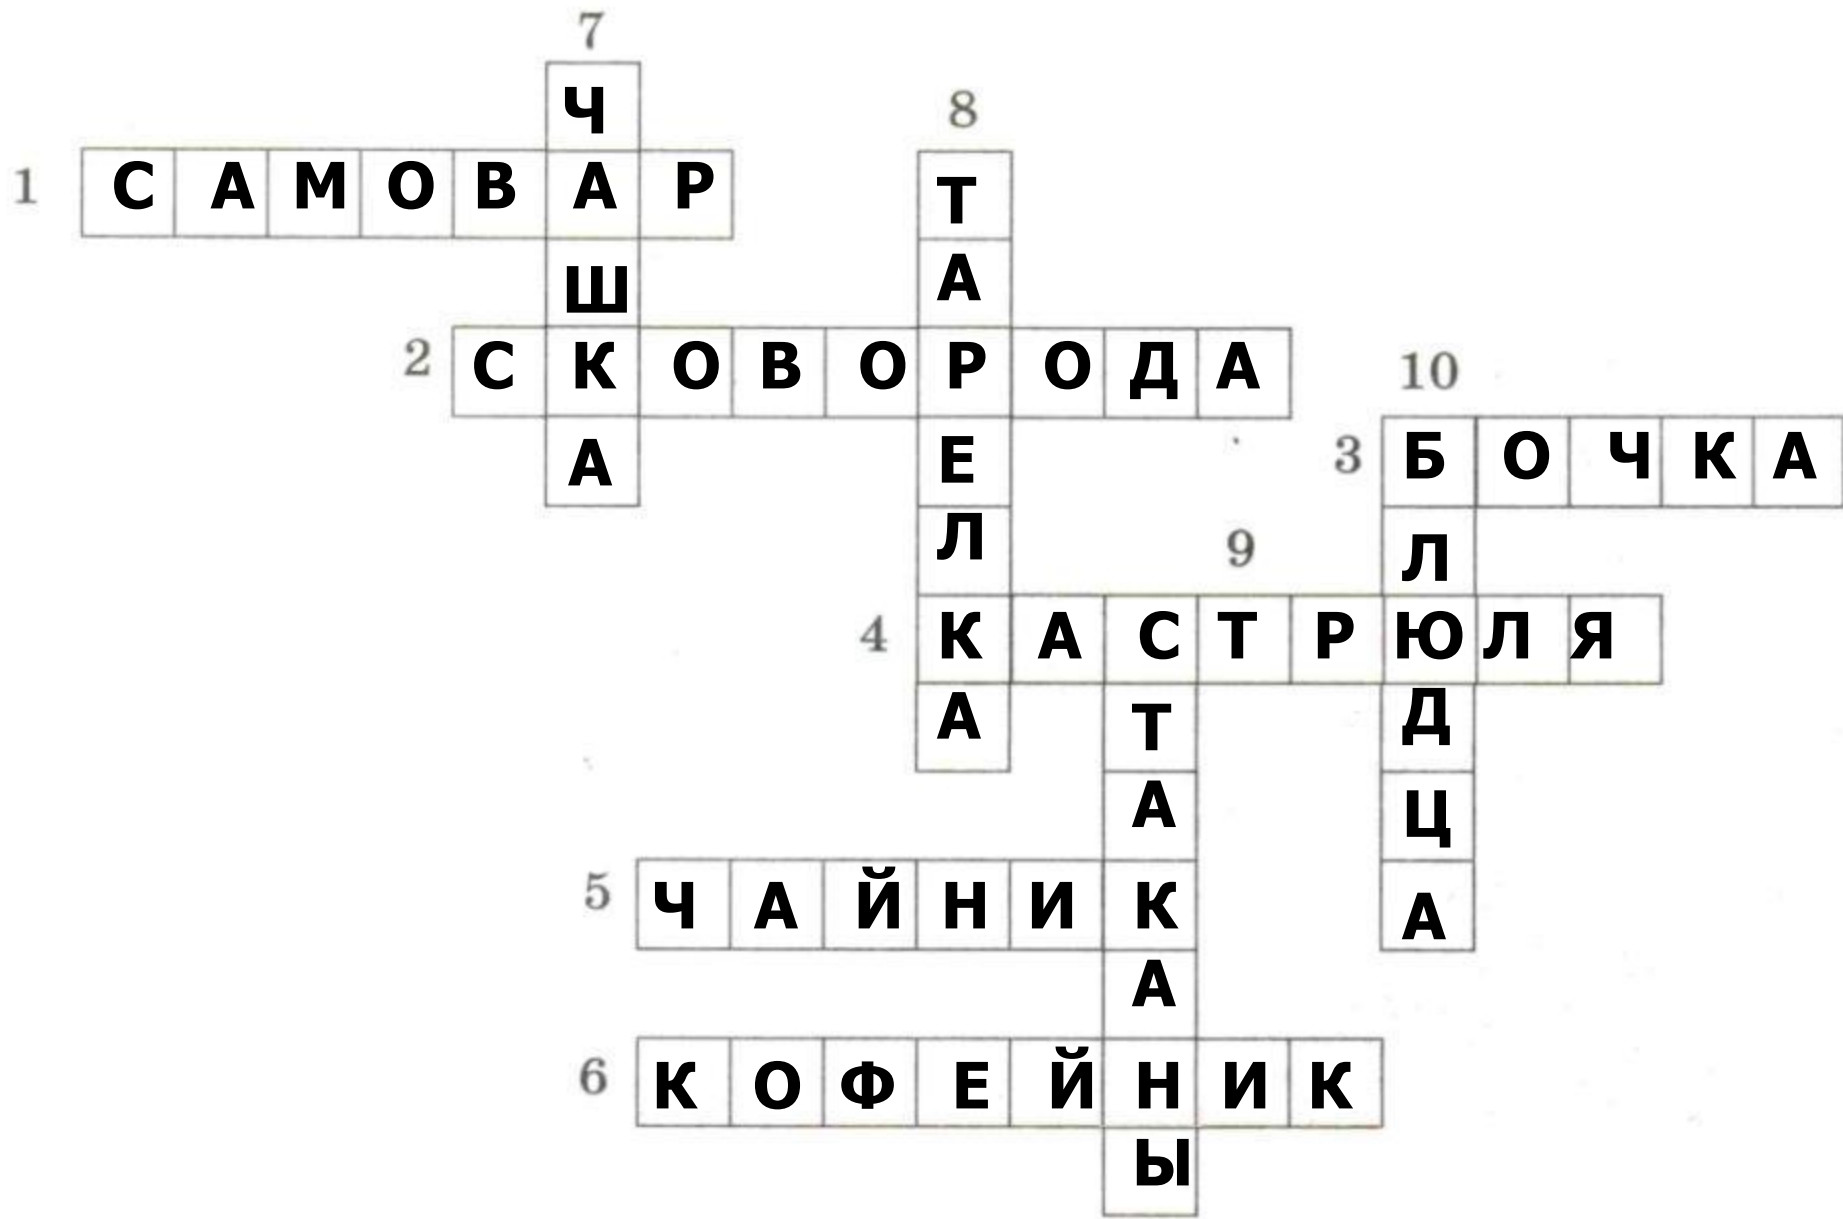 7
Ч
8
1 САМОВАР
Т
Ш
А
2 СКОВОРОДА
10
А
Е
3 БОЧКА
Л
9
Л
4 КАСТРЮЛЯ
А
Т
Д
А
Ц
5 ЧАЙНИК
А
А
6 КОФЕЙНИК
Ы